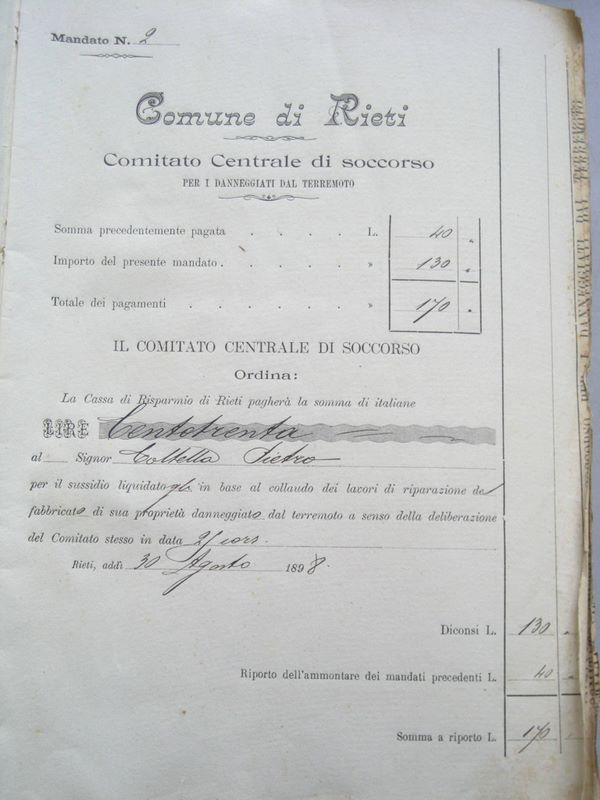 Mandato N. 2
Comune di Rieti
Comitato Centrale di soccorso
PER I DANNEGGIATI DAL TERREMOTO
Somma precedentemente pagata . . . . L. 40 "
Importo del presente mandato . . . . . » 130 "
Totale dei pagamenti . . . . . . » 170 "
IL COMITATO CENTRALE DI SOCCORSO
Ordina:
La Cassa di Risparmio di Rieti pagherà la somma di italiane
LIRE Centotrenta
al Signor Coltella Pietro
per il sussidio liquidato gli in base al collaudo dei lavori di riparazione del
fabbricato di sua proprietà danneggiato dal terremoto a senso della deliberazione
del Comitato stesso in data corr.
Rieti, addì 30 Agosto 1898.
Diconsi L. 130 "
Riporto dell'ammontare dei mandati precedenti L. 40 "
Somma a riporto L. 170 "